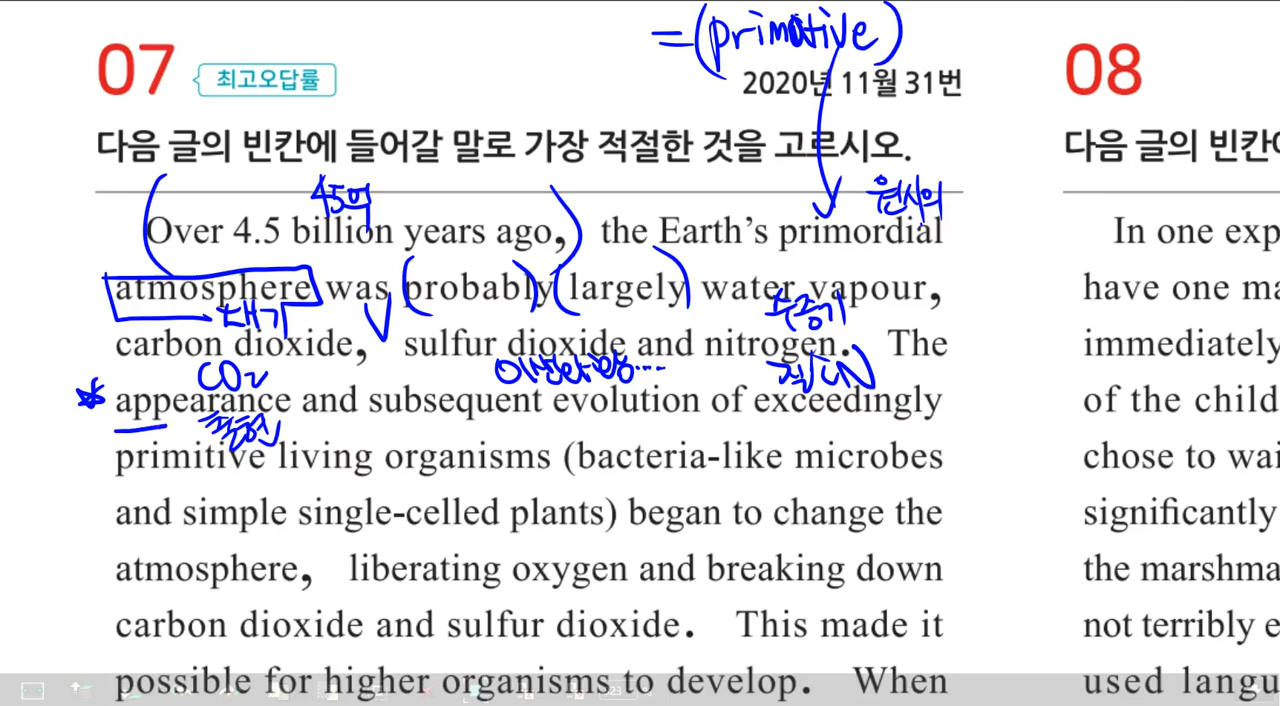 =(primative)
07
최고오답률
2020년 11월 31번
다음 글의 빈칸에 들어갈 말로 가장 적절한 것을 고르시오.
45억
원시의
Over 4.5 billion years ago, the Earth's primordial
atmosphere was probably largely water vapour,
대기
수증기
carbon dioxide, sulfur dioxide and nitrogen. The
CO2
appearance and subsequent evolution of exceedingly
출현
primitive living organisms (bacteria-like microbes
and simple single-celled plants) began to change the
atmosphere, liberating oxygen and breaking down
carbon dioxide and sulfur dioxide. This made it
possible for higher organisms to develop. When
08
다음 글의 빈칸
In one exp
have one ma
immediately
of the child
chose to wai
significantly
the marshma
not terribly e
used langu